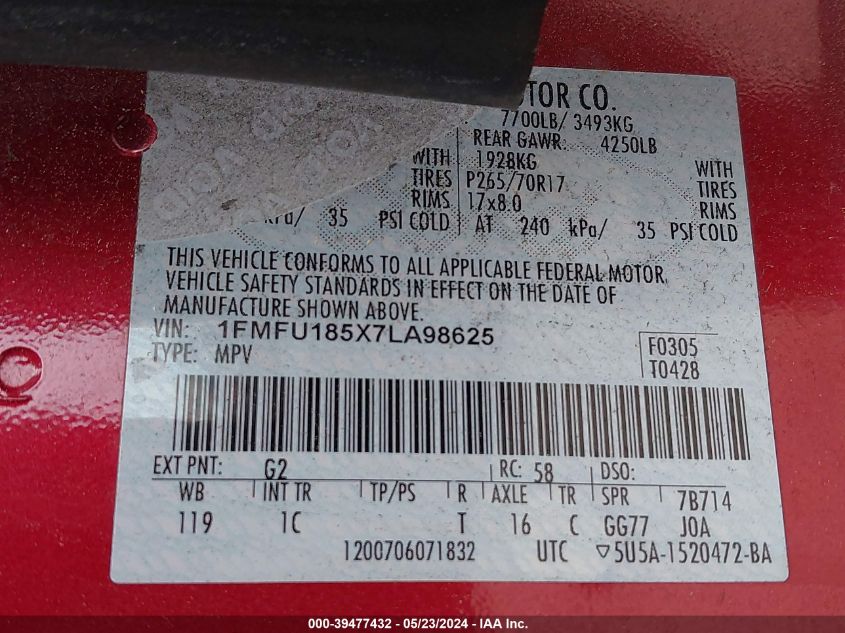 OTOR CO.
7700LB/ 3493KG
REAR GAWR: 4250LB
WITH 1928KG WITH
TIRES P265/70R17 TIRES
RIMS 17x8.0 RIMS
kPa/ 35 PSI COLD AT 240 kPa/ 35 PSI COLD
THIS VEHICLE CONFORMS TO ALL APPLICABLE FEDERAL MOTOR
VEHICLE SAFETY STANDARDS IN EFFECT ON THE DATE OF
MANUFACTURE SHOWN ABOVE.
VIN: 1FMFU185X7LA98625
TYPE: MPV
F0305
T0428
EXT PNT: G2 RC: 58 DSO:
WB INT TR TP/PS R AXLE TR SPR 7B714
119 1C T 16 C GG77 J0A
1200706071832 UTC ▽5U5A-1520472-BA
000-39477432 - 05/23/2024 - IAA Inc.